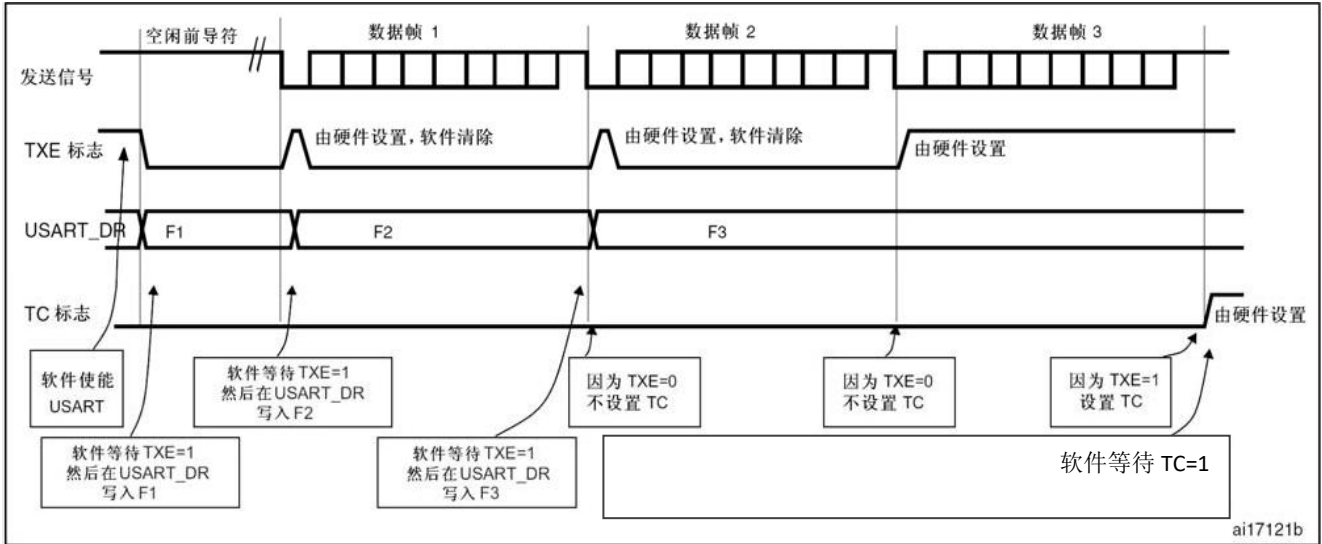 空闲前导符
数据帧 1
数据帧 2
数据帧 3
发送信号
TXE 标志
由硬件设置,软件清除
由硬件设置,软件清除
由硬件设置
USART_DR
F1
F2
F3
TC 标志
由硬件设置
软件使能
USART
软件等待 TXE=1
然后在USART_DR
写入 F2
因为 TXE=0
不设置 TC
因为 TXE=0
不设置 TC
因为 TXE=1
设置 TC
软件等待 TXE=1
然后在USART_DR
写入 F1
软件等待 TXE=1
然后在USART_DR
写入 F3
软件等待 TC=1
ai17121b